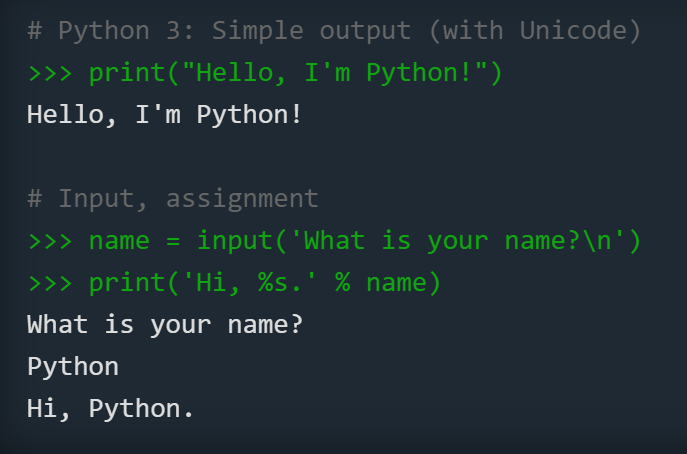 # Python 3: Simple output (with Unicode)
>>> print("Hello, I'm Python!")
Hello, I'm Python!
# Input, assignment
>>> name = input('What is your name?\n')
>>> print('Hi, %s.' % name)
What is your name?
Python
Hi, Python.